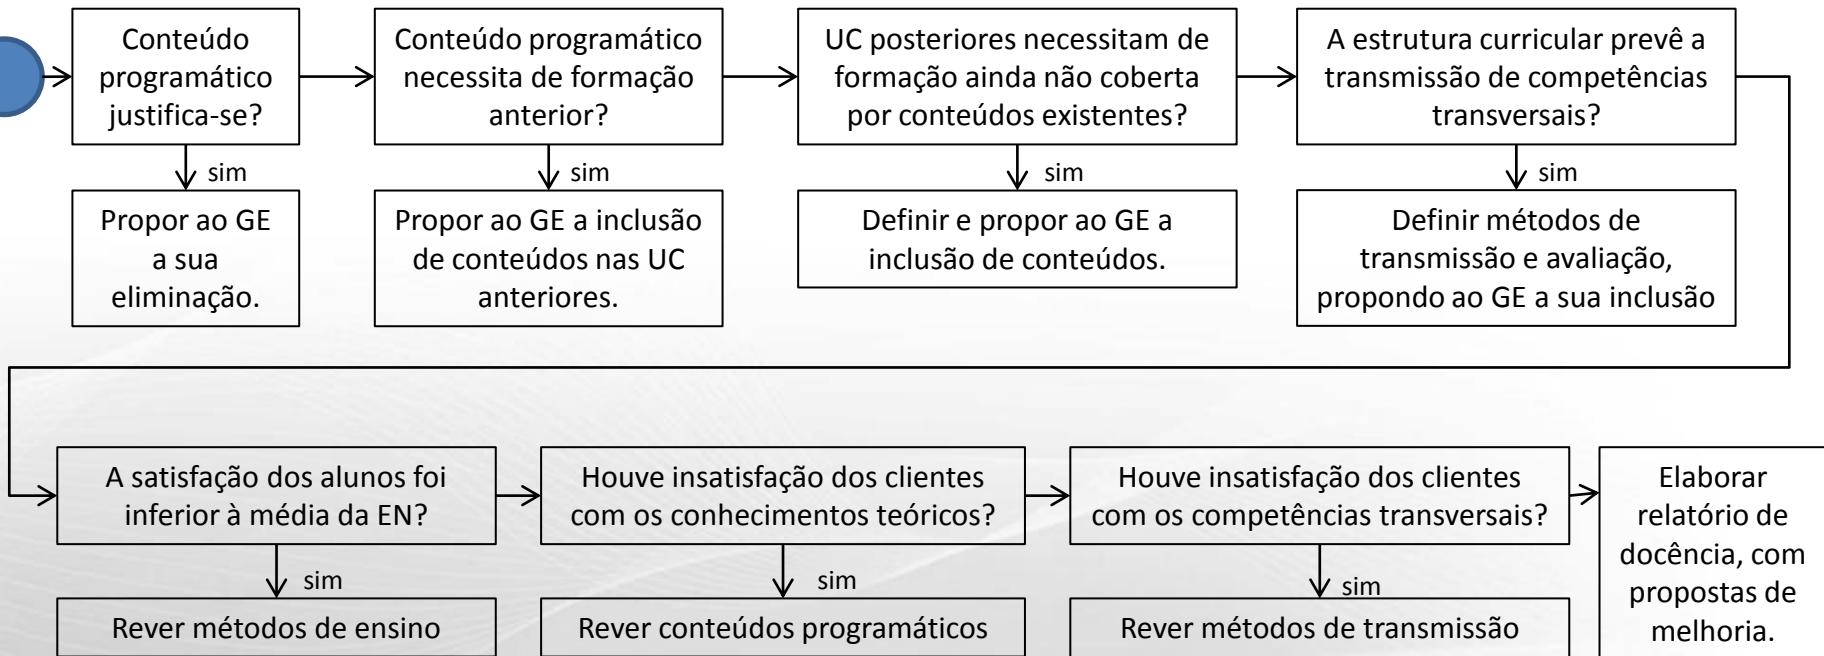 Conteúdo
programático
justifica-se?
Conteúdo programático
necessita de formação
anterior?
UC posteriores necessitam de
formação ainda não coberta
por conteúdos existentes?
A estrutura curricular prevê a
transmissão de competências
transversais?
sim
sim
sim
sim
Propor ao GE
a sua
eliminação.
Propor ao GE a inclusão
de conteúdos nas UC
anteriores.
Definir e propor ao GE a
inclusão de conteúdos.
Definir métodos de
transmissão e avaliação,
propondo ao GE a sua inclusão
A satisfação dos alunos foi
inferior à média da EN?
Houve insatisfação dos clientes
com os conhecimentos teóricos?
Houve insatisfação dos clientes
com os competências transversais?
Elaborar
relatório de
docência, com
propostas de
melhoria.
sim
sim
sim
Rever métodos de ensino
Rever conteúdos programáticos
Rever métodos de transmissão